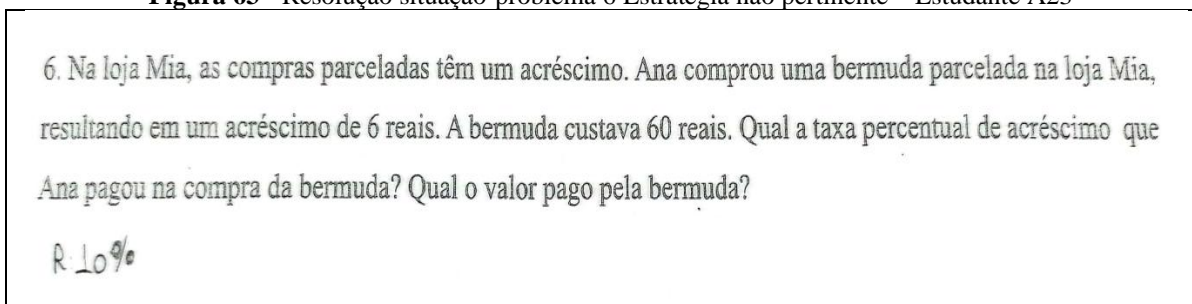 Figura 65 - Resolução situação-problema 6 Estratégia não pertinente – Estudante A23
6. Na loja Mia, as compras parceladas têm um acréscimo. Ana comprou uma bermuda parcelada na loja Mia,
resultando em um acréscimo de 6 reais. A bermuda custava 60 reais. Qual a taxa percentual de acréscimo que
Ana pagou na compra da bermuda? Qual o valor pago pela bermuda?
R 10%